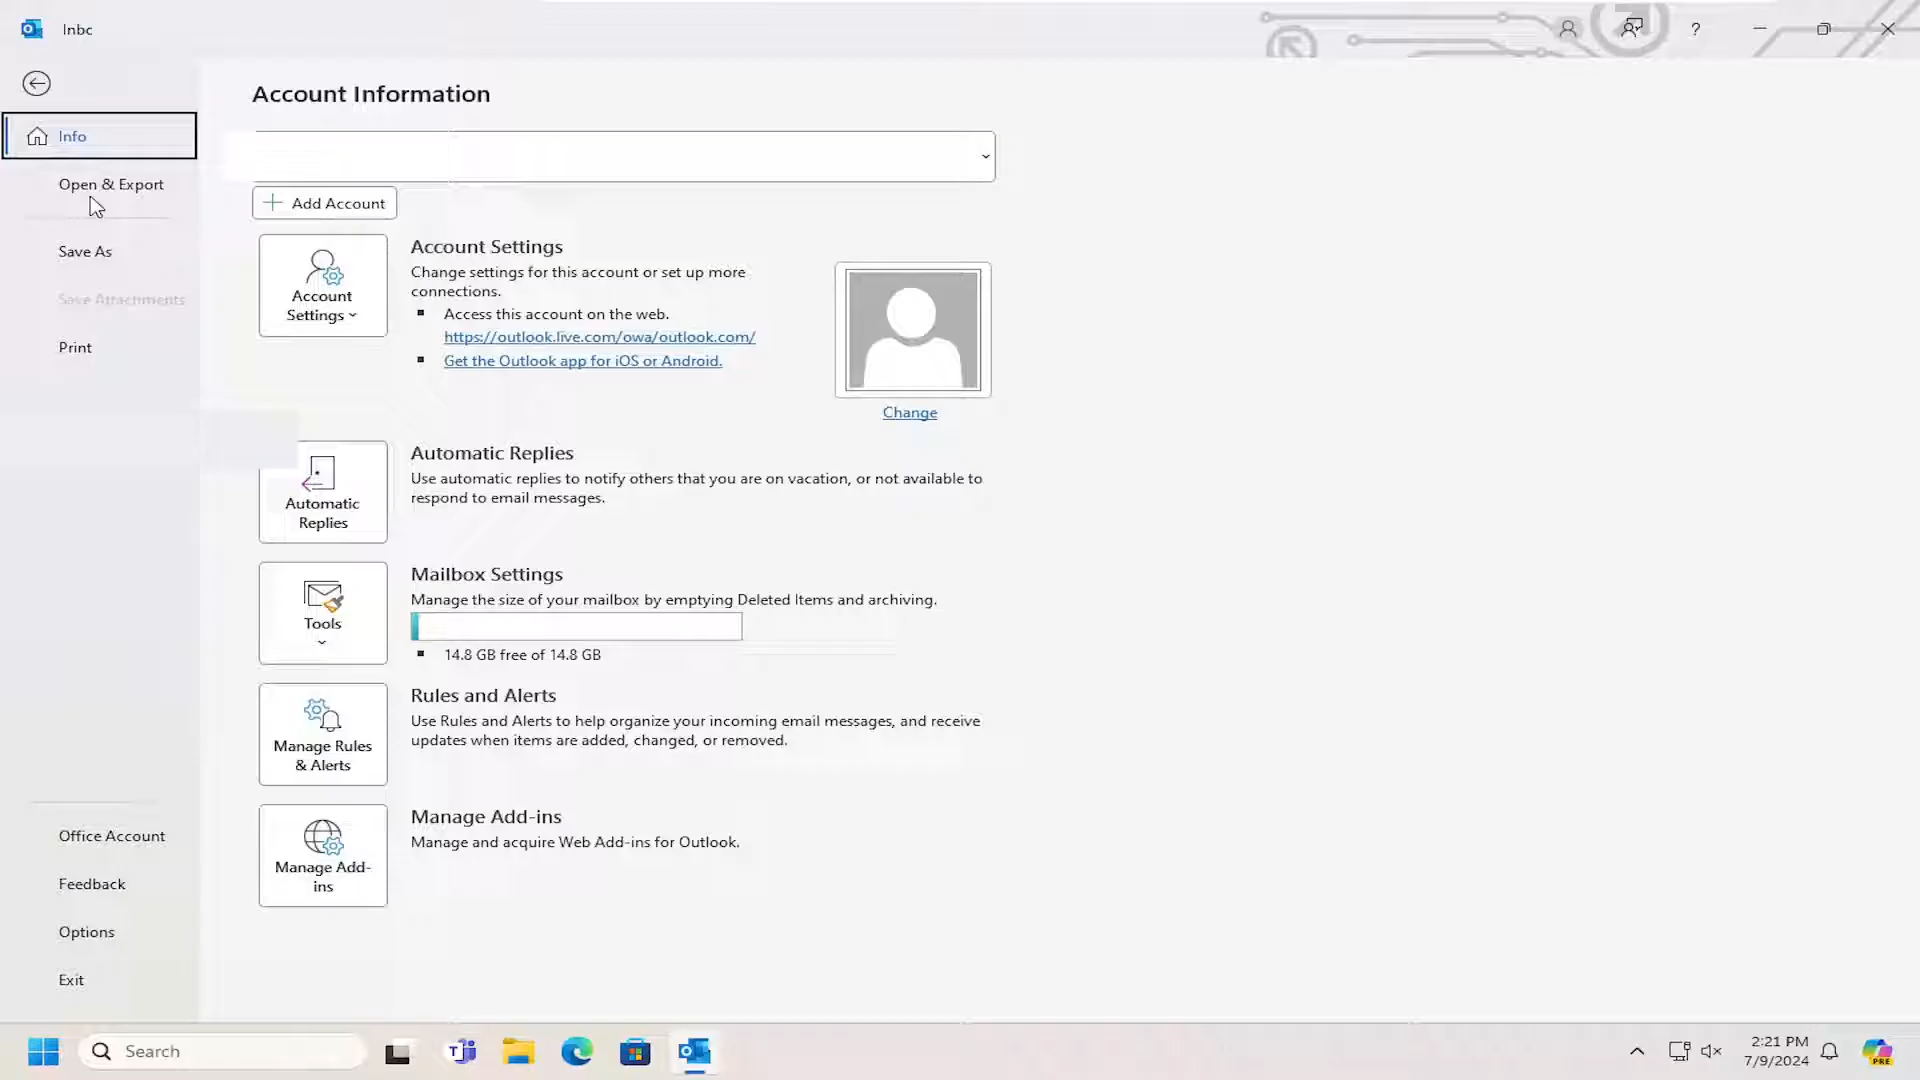 Inbc
?
Account Information
Info
Open & Export
Add Account
Save As
Account Settings
Change settings for this account or set up more
connections.
Access this account on the web.
https://outlook.live.com/owa/outlook.com/
Get the Outlook app for iOS or Android.
Account
Settings
Save Attachments
Print
Change
Automatic Replies
Use automatic replies to notify others that you are on vacation, or not available to
respond to email messages.
Automatic
Replies
Mailbox Settings
Manage the size of your mailbox by emptying Deleted Items and archiving.
14.8 GB free of 14.8 GB
Tools
Rules and Alerts
Use Rules and Alerts to help organize your incoming email messages, and receive
updates when items are added, changed, or removed.
Manage Rules
& Alerts
Manage Add-ins
Manage and acquire Web Add-ins for Outlook.
Manage Add-
ins
Office Account
Feedback
Options
Exit
Search
2:21 PM
7/9/2024
PRE